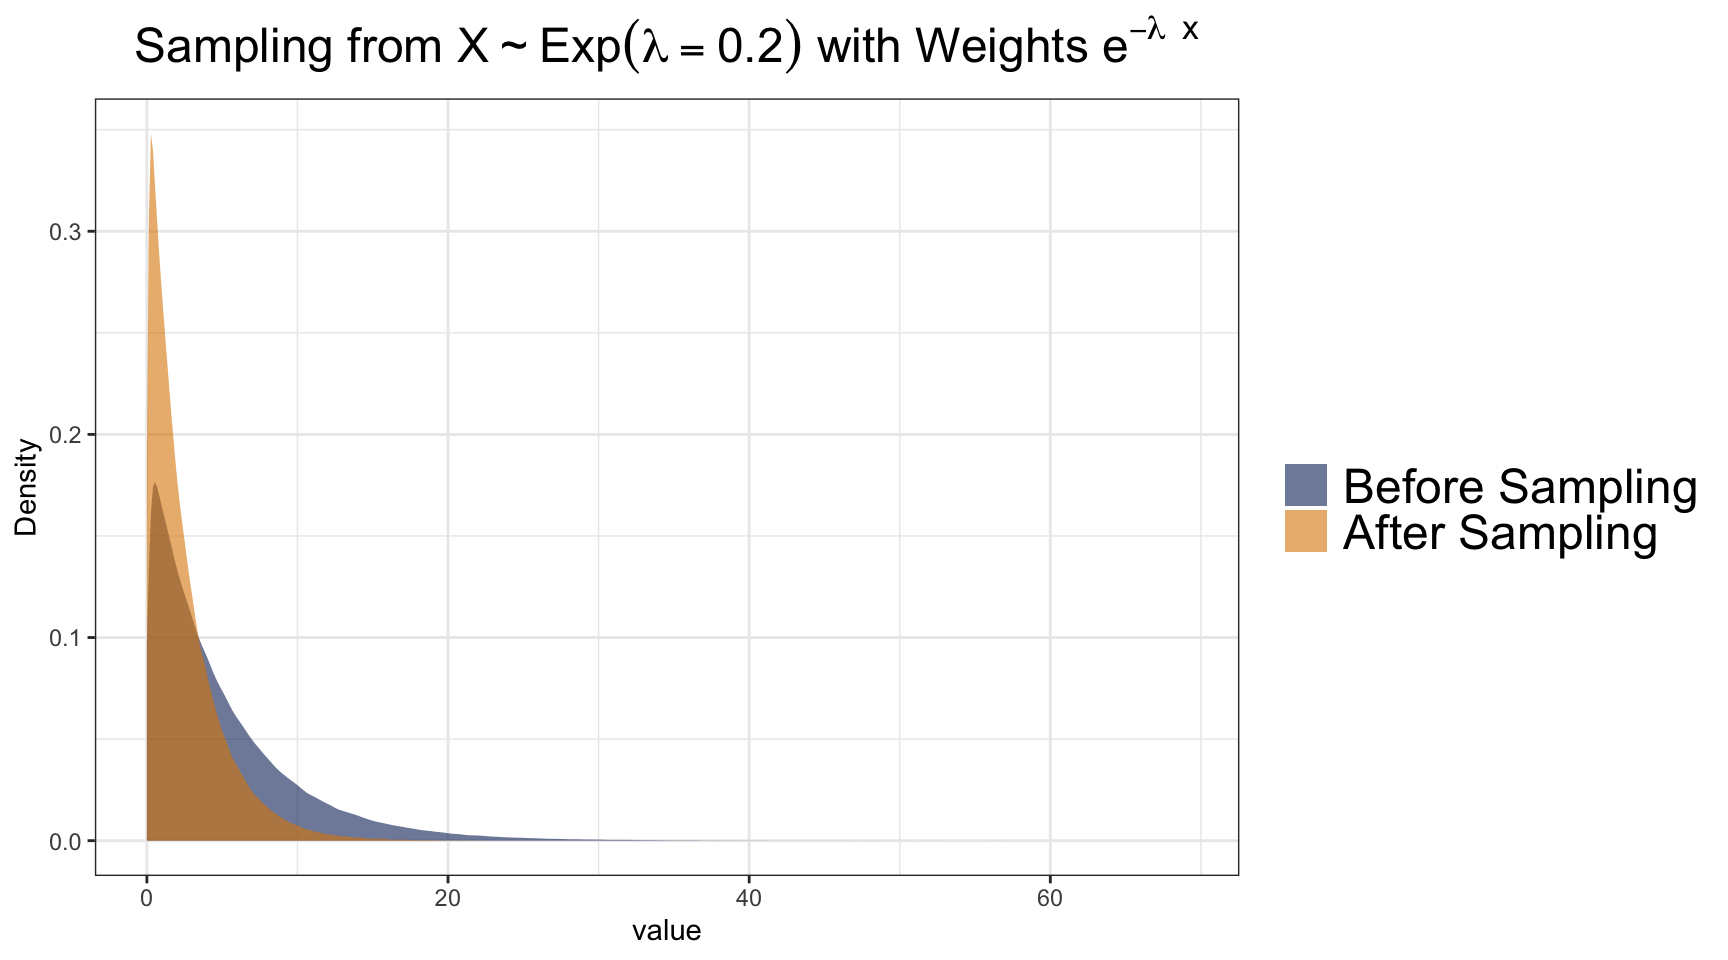 Sampling from X ~ Exp(λ = 0.2) with Weights e^−λ x
0.3
0.2
0.1
0.0
Density
0 20 40 60
value
Before Sampling
After Sampling